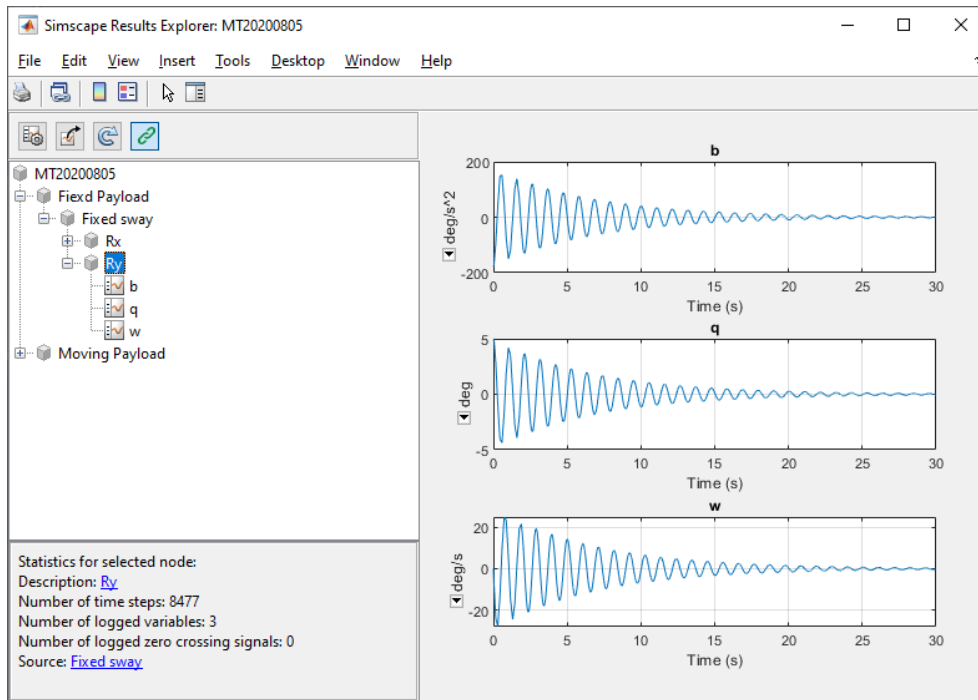 Simscape Results Explorer: MT20200805
File Edit View Insert Tools Desktop Window Help
MT20200805
Fiexd Payload
Fixed sway
Rx
Ry
b
q
w
Moving Payload
Statistics for selected node:
Description: Ry
Number of time steps: 8477
Number of logged variables: 3
Number of logged zero crossing signals: 0
Source: Fixed sway
b
200
0
-200
deg/s^2
0 5 10 15 20 25 30
Time (s)
q
5
0
-5
deg
0 5 10 15 20 25 30
Time (s)
w
20
0
-20
deg/s
0 5 10 15 20 25 30
Time (s)